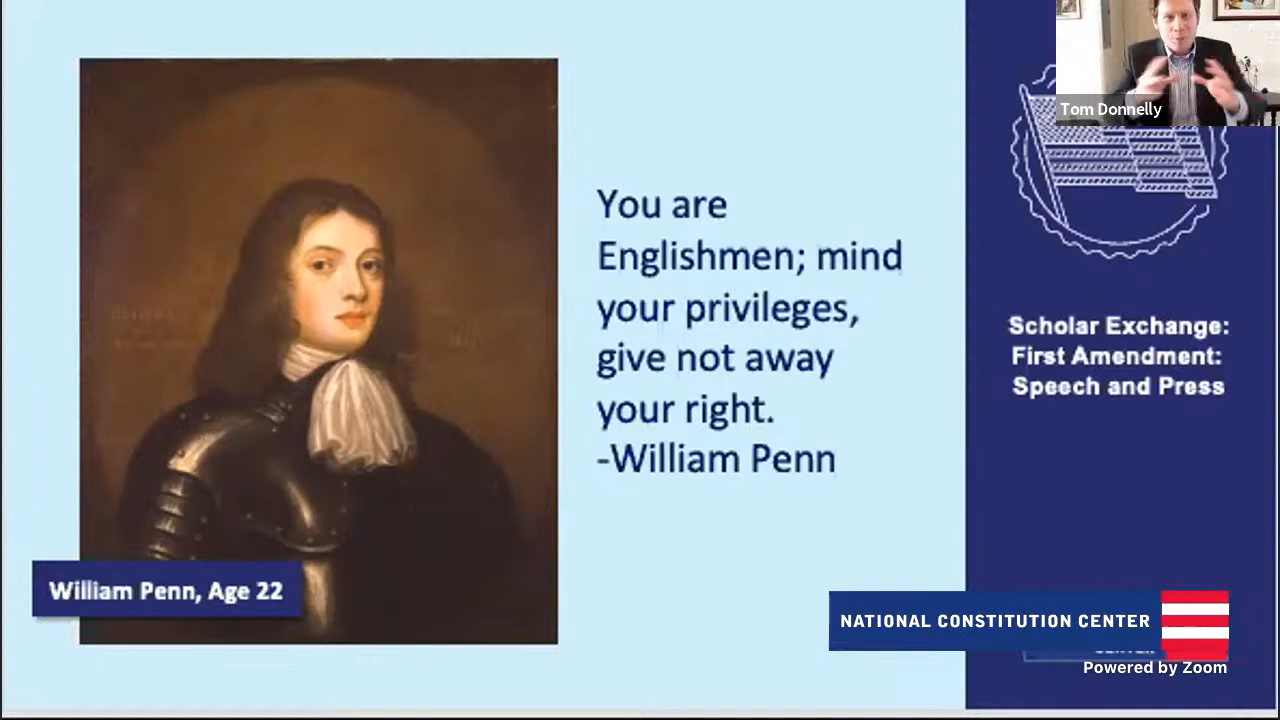 Tom Donnelly
You are
Englishmen; mind
your privileges,
give not away
your right.
-William Penn
Scholar Exchange:
First Amendment:
Speech and Press
William Penn, Age 22
NATIONAL CONSTITUTION CENTER
Powered by Zoom